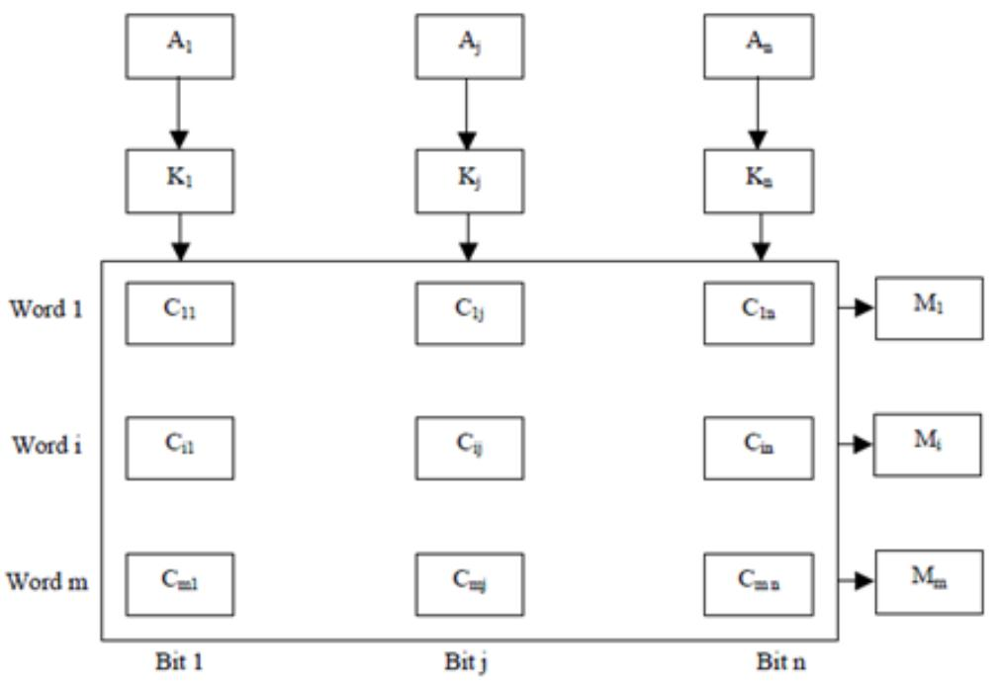 A₁ Aⱼ Aₙ
K₁ Kⱼ Kₙ
Word 1 C₁₁ C₁ⱼ C₁ₙ M₁
Word i Cᵢ₁ Cᵢⱼ Cᵢₙ Mᵢ
Word m Cₘ₁ Cₘⱼ Cₘₙ Mₘ
Bit 1 Bit j Bit n